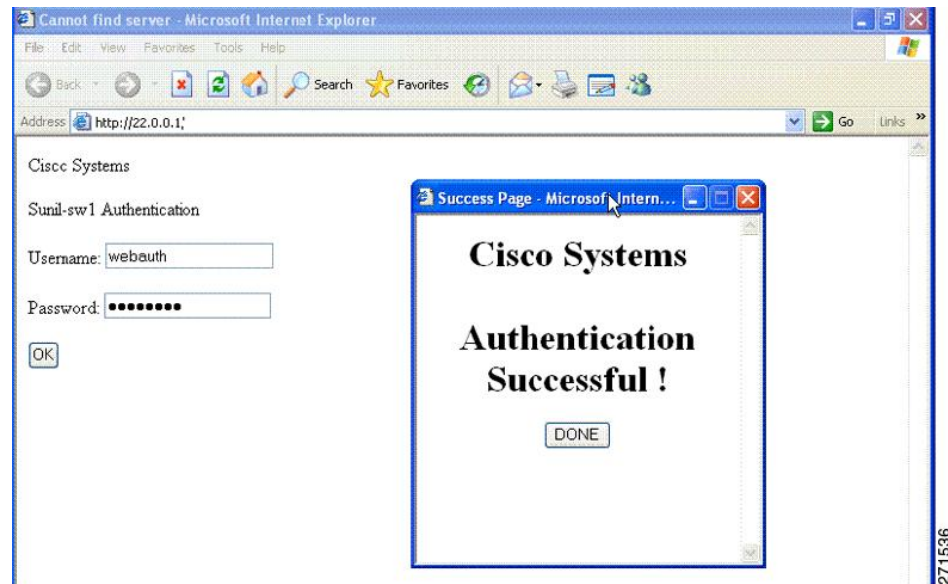 Cannot find server - Microsoft Internet Explorer
File Edit View Favorites Tools Help
Back Search Favorites
Address http://22.0.0.1,' Go Links »
Ciscc Systems
Sunil-sw1 Authentication
Username: webauth
Password: ●●●●●●●●
OK
Success Page - Microsoft Intern...
Cisco Systems
Authentication
Successful !
DONE
271536